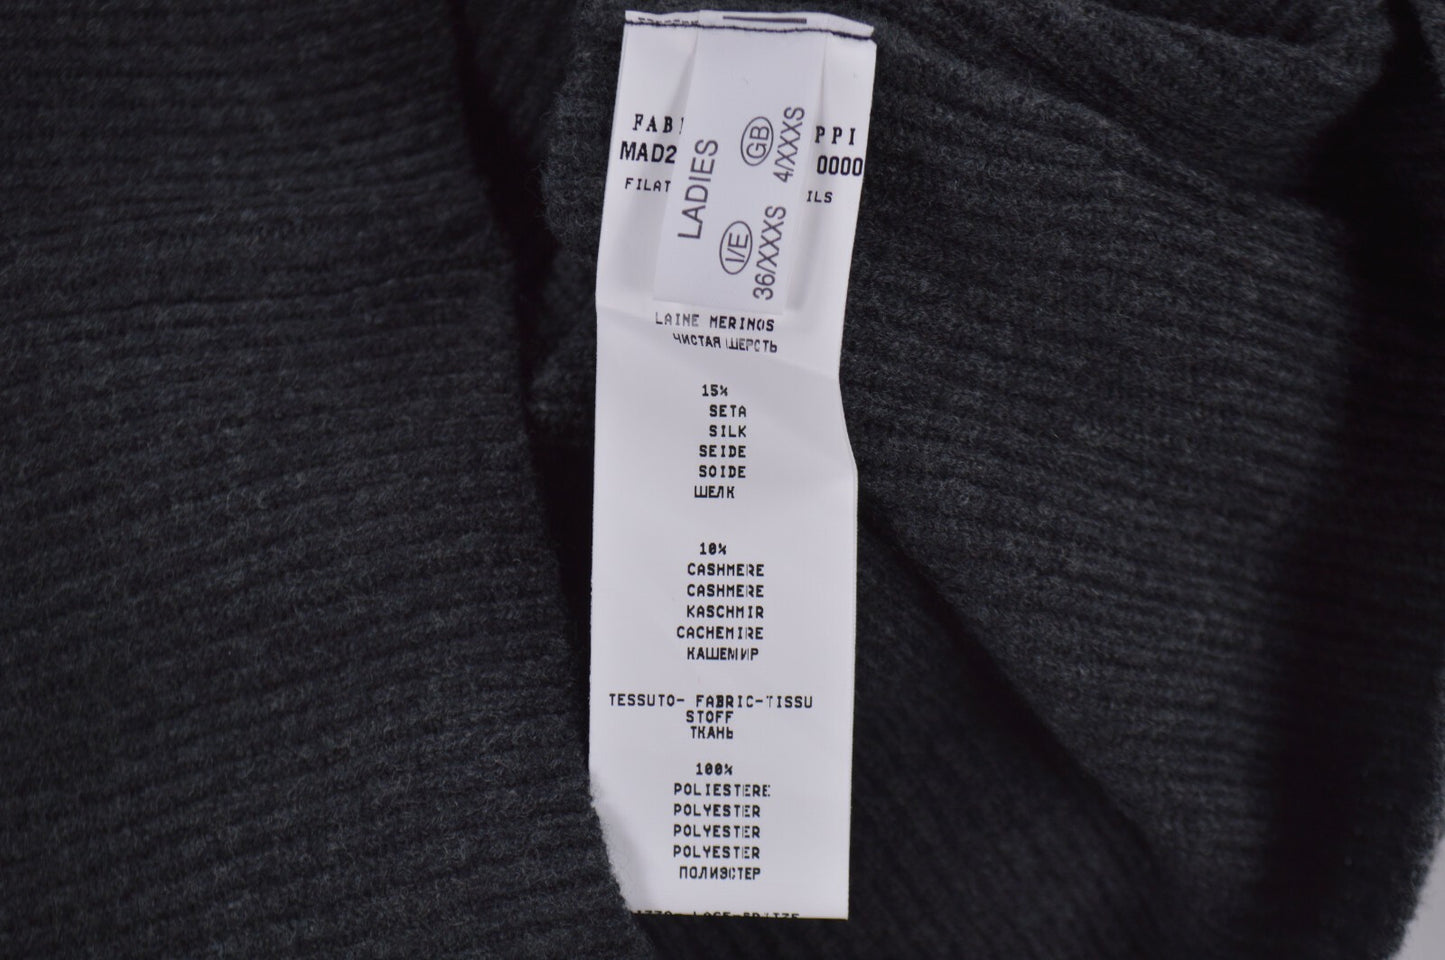 FAB PPI
MAD2 0000
FILAT ILS
LADIES
GB 4/XXXS
I/E 36/XXXS
LAINE MERINOS
ЧИСТАЯ ШЕРСТЬ
15%
SETA
SILK
SEIDE
SOIDE
ШЕЛК
10%
CASHMERE
CASHMERE
KASCHMIR
CACHEMIRE
КАШЕМИР
TESSUTO- FABRIC-TISSU
STOFF
ТКАНЬ
100%
POLIESTERE
POLYESTER
POLYESTER
POLYESTER
ПОЛИЭСТЕР